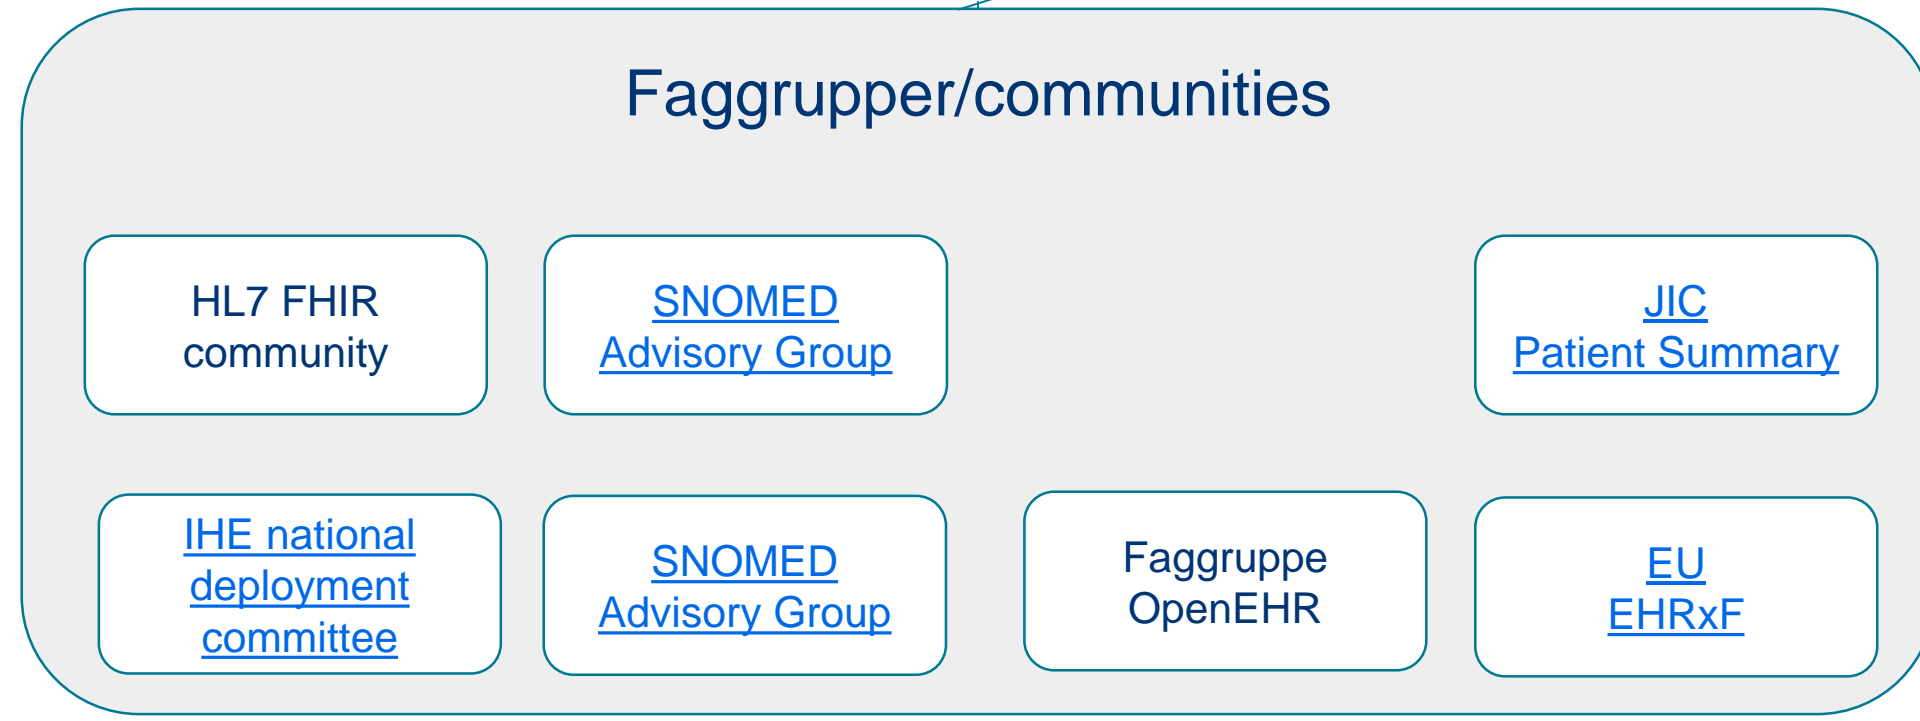 Faggrupper/communities
HL7 FHIR
community
SNOMED
Advisory Group
JIC
Patient Summary
IHE national
deployment
committee
SNOMED
Advisory Group
Faggruppe
OpenEHR
EU
EHRxF